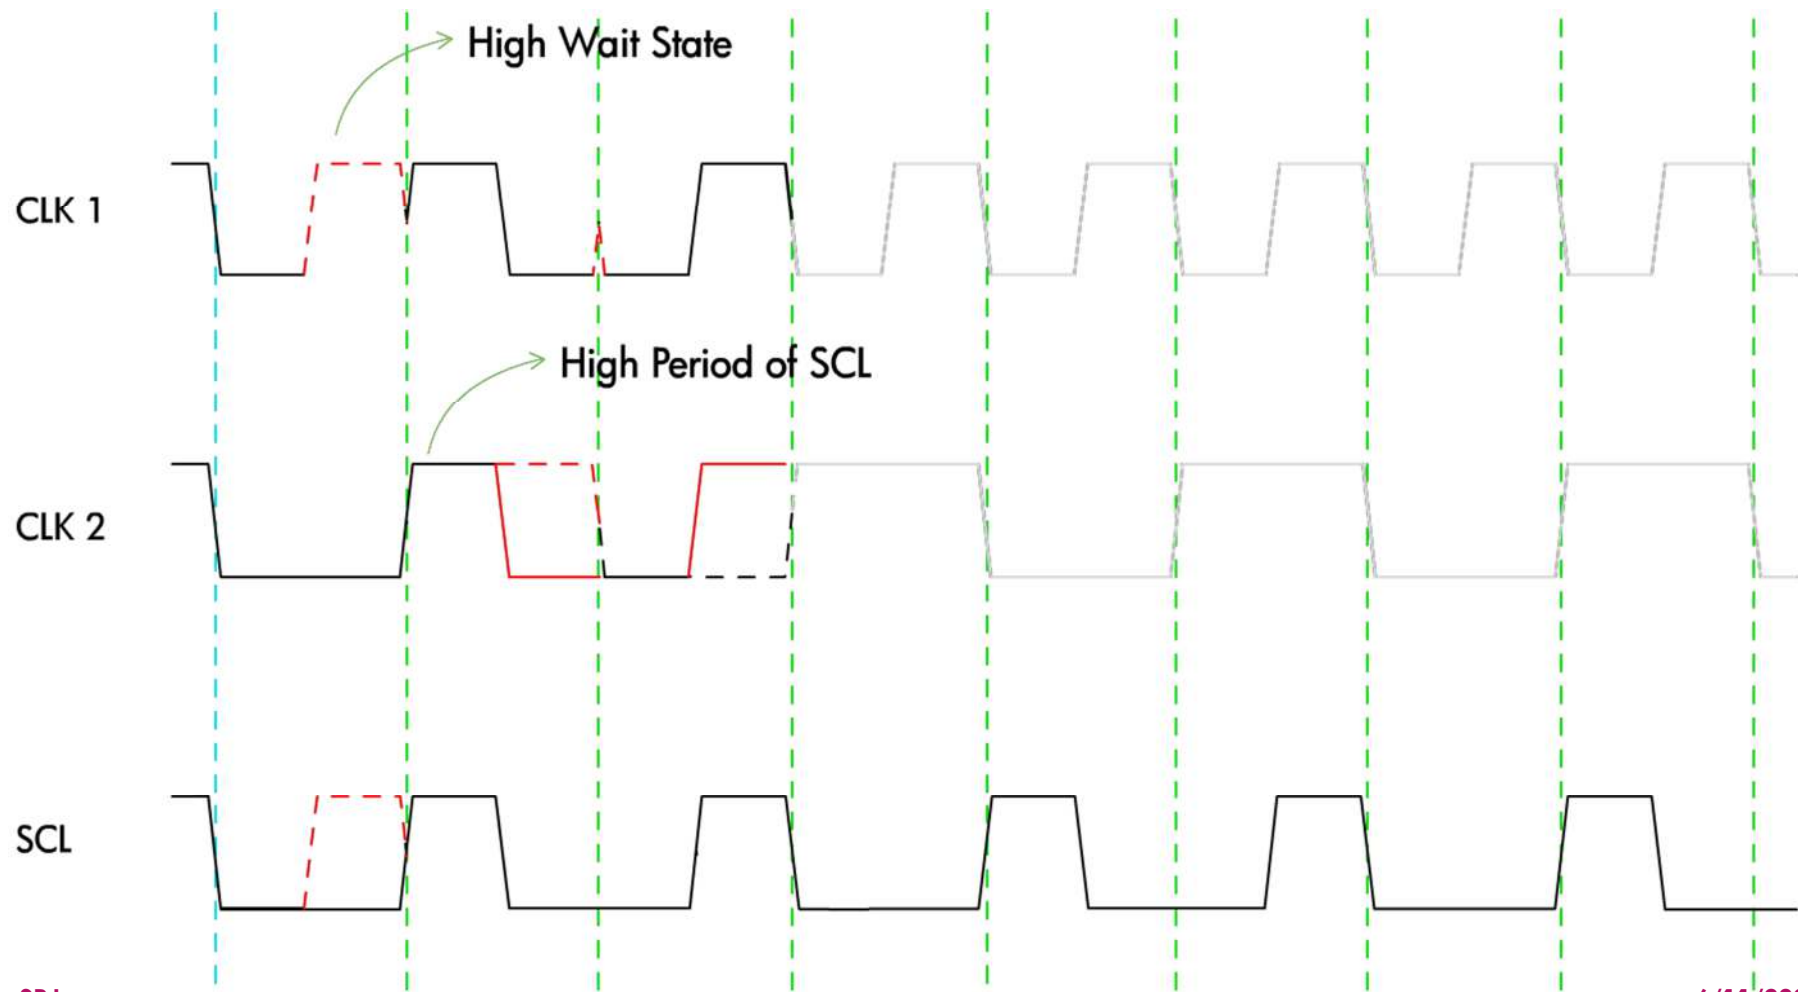 High Wait State
CLK 1
High Period of SCL
CLK 2
SCL